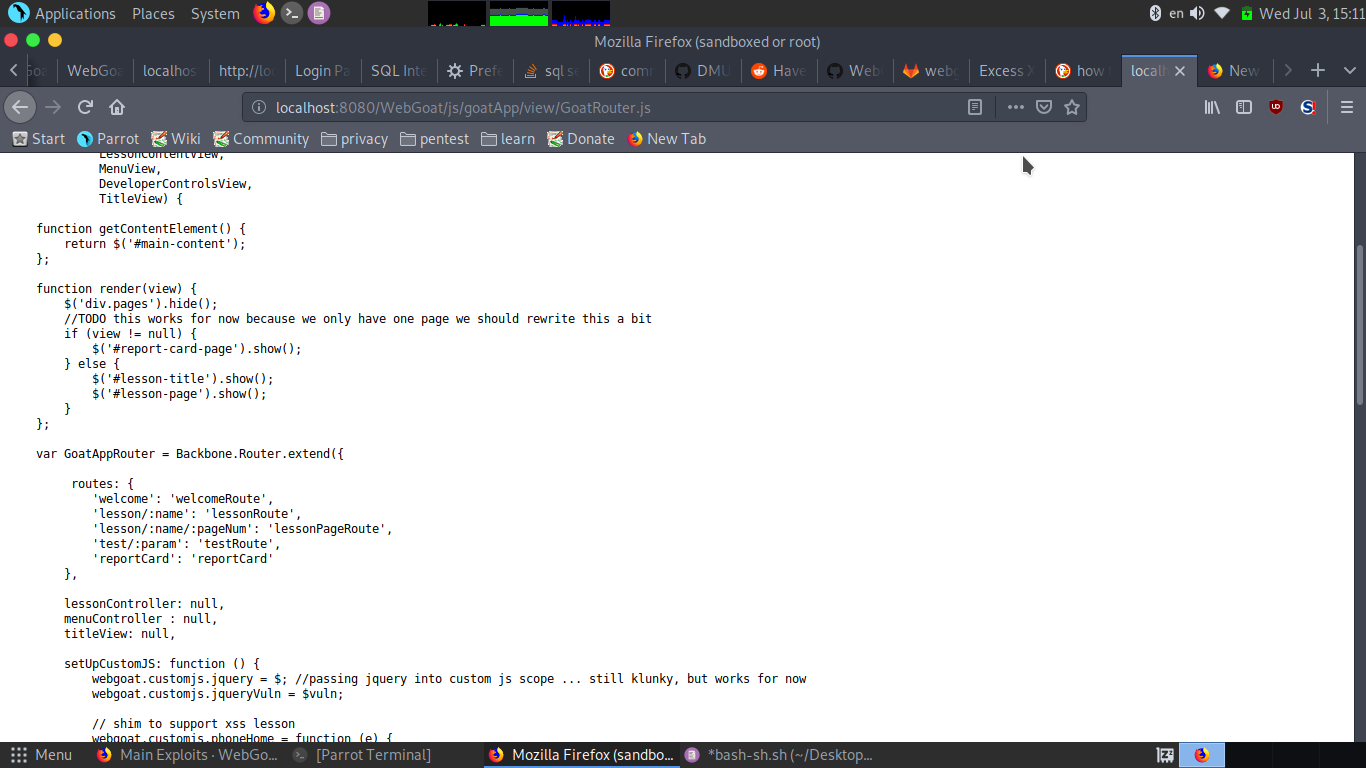 Applications Places System en Wed Jul 3, 15:11
Mozilla Firefox (sandboxed or root)
WebGoa localhos http://lo Login Pa SQL Inte Prefe sql se com DMU Have Web webg Excess X how localh New
localhost:8080/WebGoat/js/goatApp/view/GoatRouter.js
Start Parrot Wiki Community privacy pentest learn Donate New Tab
LessonContentView,
MenuView,
DeveloperControlsView,
TitleView) {
function getContentElement() {
return $('#main-content');
};
function render(view) {
$('div.pages').hide();
//TODO this works for now because we only have one page we should rewrite this a bit
if (view != null) {
$('#report-card-page').show();
} else {
$('#lesson-title').show();
$('#lesson-page').show();
}
};
var GoatAppRouter = Backbone.Router.extend({
routes: {
'welcome': 'welcomeRoute',
'lesson/:name': 'lessonRoute',
'lesson/:name/:pageNum': 'lessonPageRoute',
'test/:param': 'testRoute',
'reportCard': 'reportCard'
},
lessonController: null,
menuController : null,
titleView: null,
setUpCustomJS: function () {
webgoat.customjs.jquery = $; //passing jquery into custom js scope ... still klunky, but works for now
webgoat.customjs.jqueryVuln = $vuln;
// shim to support xss lesson
webgoat.customjs.phoneHome = function (e) {
Menu Main Exploits · WebGo... [Parrot Terminal] Mozilla Firefox (sandbo... *bash-sh.sh (~/Desktop...